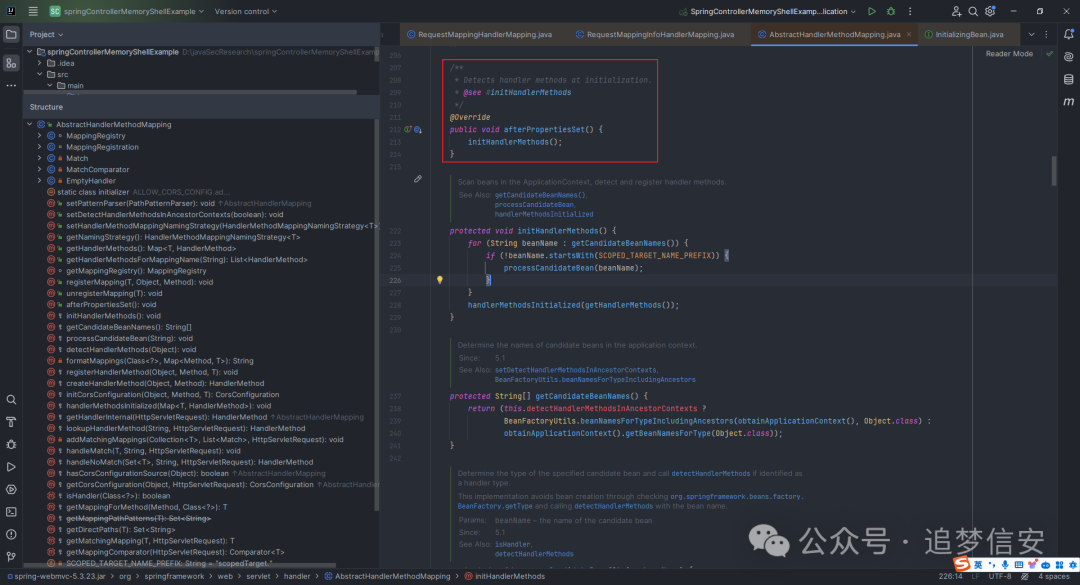 SC springControllerMemoryShellExample Version control SpringControllerMemoryShellExamp...lication
Project
RequestMappingHandlerMapping.java RequestMappingInfoHandlerMapping.java AbstractHandlerMethodMapping.java InitializingBean.java
springControllerMemoryShellExample D:\javaSecResearch\springControllerMemoryShellExamp
.idea
src
main
Structure
AbstractHandlerMethodMapping
MappingRegistry
MappingRegistration
Match
MatchComparator
EmptyHandler
static class initializer ALLOW_CORS_CONFIG.ad...
setPatternParser(PathPatternParser): void ↑AbstractHandlerMapping
setDetectHandlerMethodsInAncestorContexts(boolean): void
setHandlerMethodMappingNamingStrategy(HandlerMethodMappingNamingStrategy<T>
getNamingStrategy(): HandlerMethodMappingNamingStrategy<T>
getHandlerMethods(): Map<T, HandlerMethod>
getHandlerMethodsForMappingName(String): List<HandlerMethod>
getMappingRegistry(): MappingRegistry
registerMapping(T, Object, Method): void
unregisterMapping(T): void
afterPropertiesSet(): void
initHandlerMethods(): void
getCandidateBeanNames(): String[]
processCandidateBean(String): void
detectHandlerMethods(Object): void
formatMappings(Class<?>, Map<Method, T>): String
registerHandlerMethod(Object, Method, T): void
createHandlerMethod(Object, Method): HandlerMethod
initCorsConfiguration(Object, Method, T): CorsConfiguration
handlerMethodsInitialized(Map<T, HandlerMethod>): void
getHandlerInternal(HttpServletRequest): HandlerMethod ↑AbstractHandlerMapping
lookupHandlerMethod(String, HttpServletRequest): HandlerMethod
addMatchingMappings(Collection<T>, List<Match>, HttpServletRequest): void
handleMatch(T, String, HttpServletRequest): void
handleNoMatch(Set<T>, String, HttpServletRequest): HandlerMethod
hasCorsConfigurationSource(Object): boolean ↑AbstractHandlerMapping
getCorsConfiguration(Object, HttpServletRequest): CorsConfiguration ↑AbstractHandler
isHandler(Class<?>): boolean
getMappingForMethod(Method, Class<?>): T
getMappingPathPatterns(T): Set<String>
getDirectPaths(T): Set<String>
getMatchingMapping(T, HttpServletRequest): T
getMappingComparator(HttpServletRequest): Comparator<T>
SCOPED_TARGET_NAME_PREFIX: String = "scopedTarget."
Reader Mode
206
207 /**
208 * Detects handler methods at initialization.
209 * @see #initHandlerMethods
210 */
211 @Override
212 public void afterPropertiesSet() {
213 initHandlerMethods();
214 }
215
Scan beans in the ApplicationContext, detect and register handler methods.
See Also: getCandidateBeanNames(),
processCandidateBean,
handlerMethodsInitialized
222 protected void initHandlerMethods() {
223 for (String beanName : getCandidateBeanNames()) {
224 if (!beanName.startsWith(SCOPED_TARGET_NAME_PREFIX)) {
225 processCandidateBean(beanName);
226 }
227 }
228 handlerMethodsInitialized(getHandlerMethods());
229 }
230
Determine the names of candidate beans in the application context.
Since: 5.1
See Also: setDetectHandlerMethodsInAncestorContexts,
BeanFactoryUtils.beanNamesForTypeIncludingAncestors
237 protected String[] getCandidateBeanNames() {
238 return (this.detectHandlerMethodsInAncestorContexts ?
239 BeanFactoryUtils.beanNamesForTypeIncludingAncestors(obtainApplicationContext(), Object.class) :
240 obtainApplicationContext().getBeanNamesForType(Object.class));
241 }
242
Determine the type of the specified candidate bean and call detectHandlerMethods if identified as
a handler type.
This implementation avoids bean creation through checking org.springframework.beans.factory.
BeanFactory.getType and calling detectHandlerMethods with the bean name.
Params: beanName – the name of the candidate bean
Since: 5.1
See Also: isHandler,
detectHandlerMethods
公众号 · 追梦信安
英
spring-webmvc-5.3.23.jar > org > springframework > web > servlet > handler > AbstractHandlerMethodMapping > initHandlerMethods
226:14 LF UTF-8 4 spaces